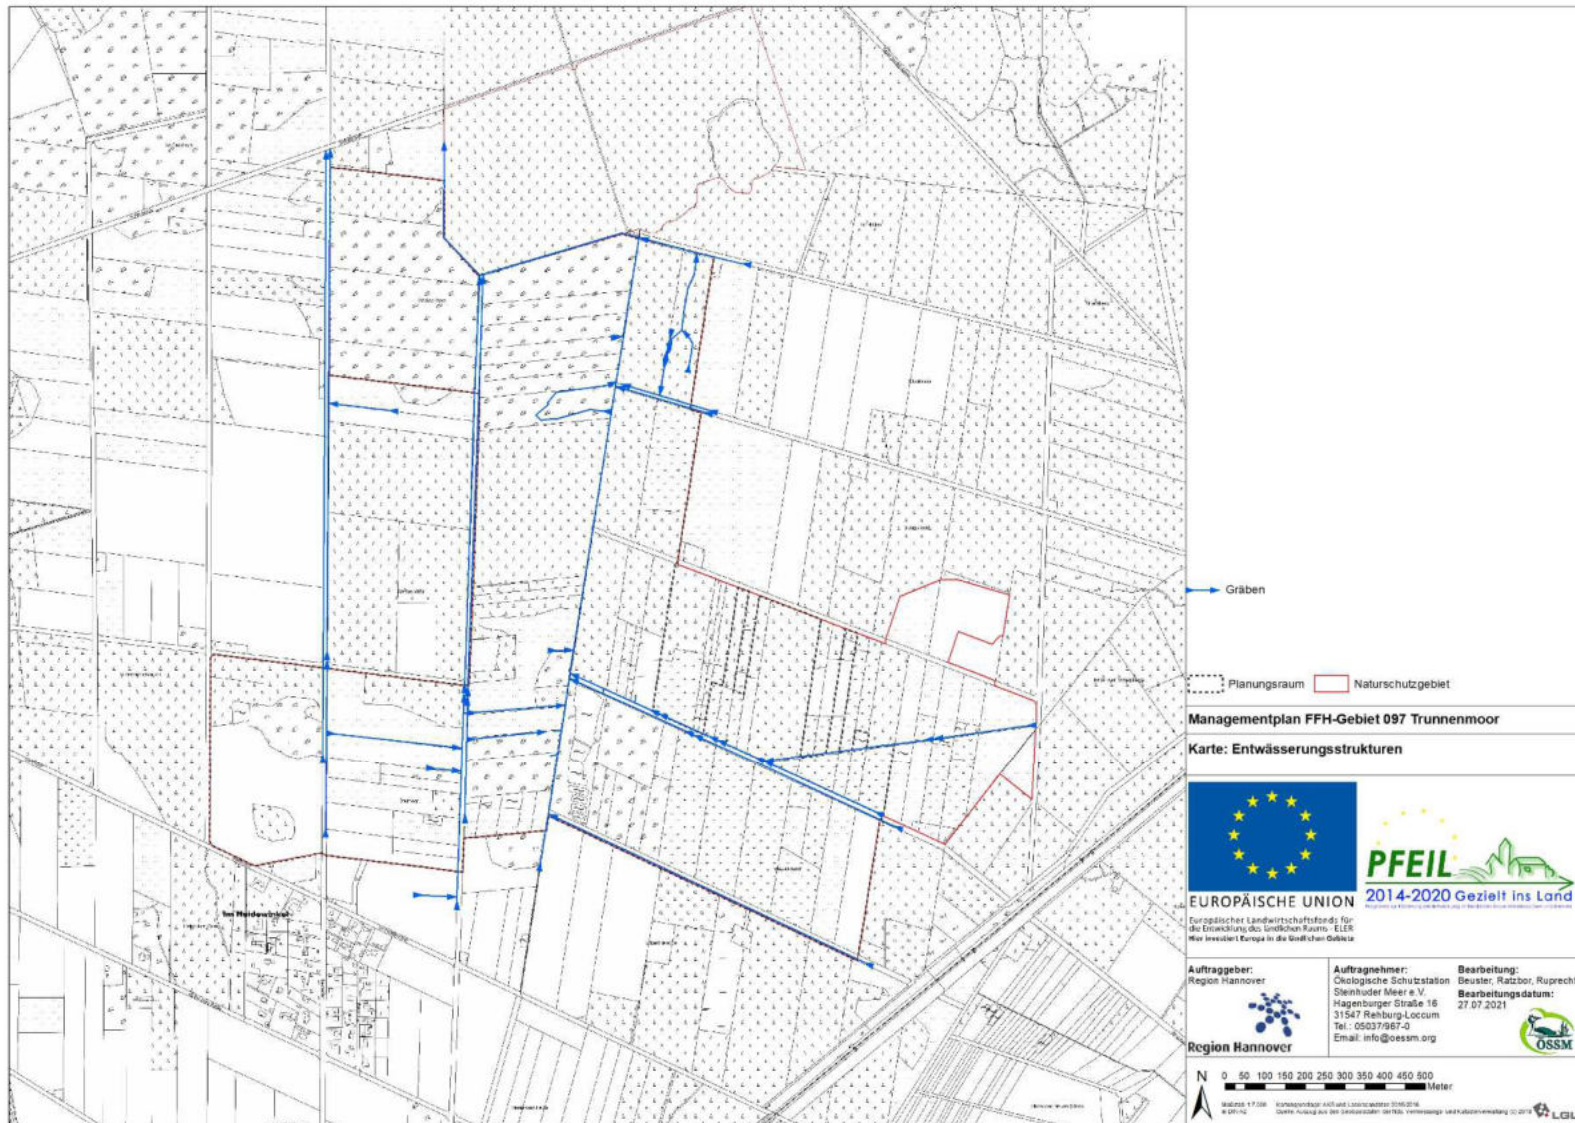 Im Heidewinkel
Gräben
Planungsraum
Naturschutzgebiet
Managementplan FFH-Gebiet 097 Trunnenmoor
Karte: Entwässerungsstrukturen
EUROPÄISCHE UNION
Europäischer Landwirtschaftsfonds für
die Entwicklung des ländlichen Raums - ELER
Hier investiert Europa in die ländlichen Gebiete
PFEIL
2014-2020 Gezielt ins Land
Auftraggeber:
Region Hannover
Region Hannover
Auftragnehmer:
Ökologische Schutzstation
Steinhuder Meer e.V.
Hagenburger Straße 16
31547 Rehburg-Loccum
Tel.: 05037/967-0
Email: info@oessm.org
Bearbeitung:
Beuster, Ratzbor, Ruprecht
Bearbeitungsdatum:
27.07.2021
ÖSSM
N
0 50 100 150 200 250 300 350 400 450 500
Meter
LGL